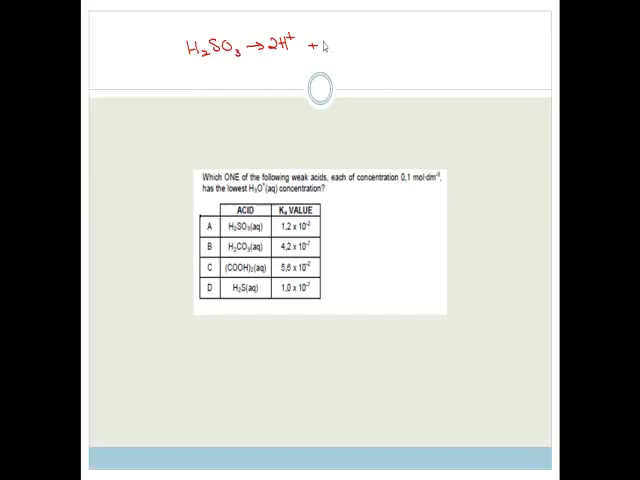 H₂SO₃ → 2H⁺ +
Which ONE of the following weak acids, each of concentration 0,1 mol·dm⁻³,
has the lowest H₃O⁺(aq) concentration?
ACID Kₐ VALUE
A H₂SO₃(aq) 1,2 x 10⁻²
B H₂CO₃(aq) 4,2 x 10⁻⁷
C (COOH)₂(aq) 5,6 x 10⁻²
D H₂S(aq) 1,0 x 10⁻⁷